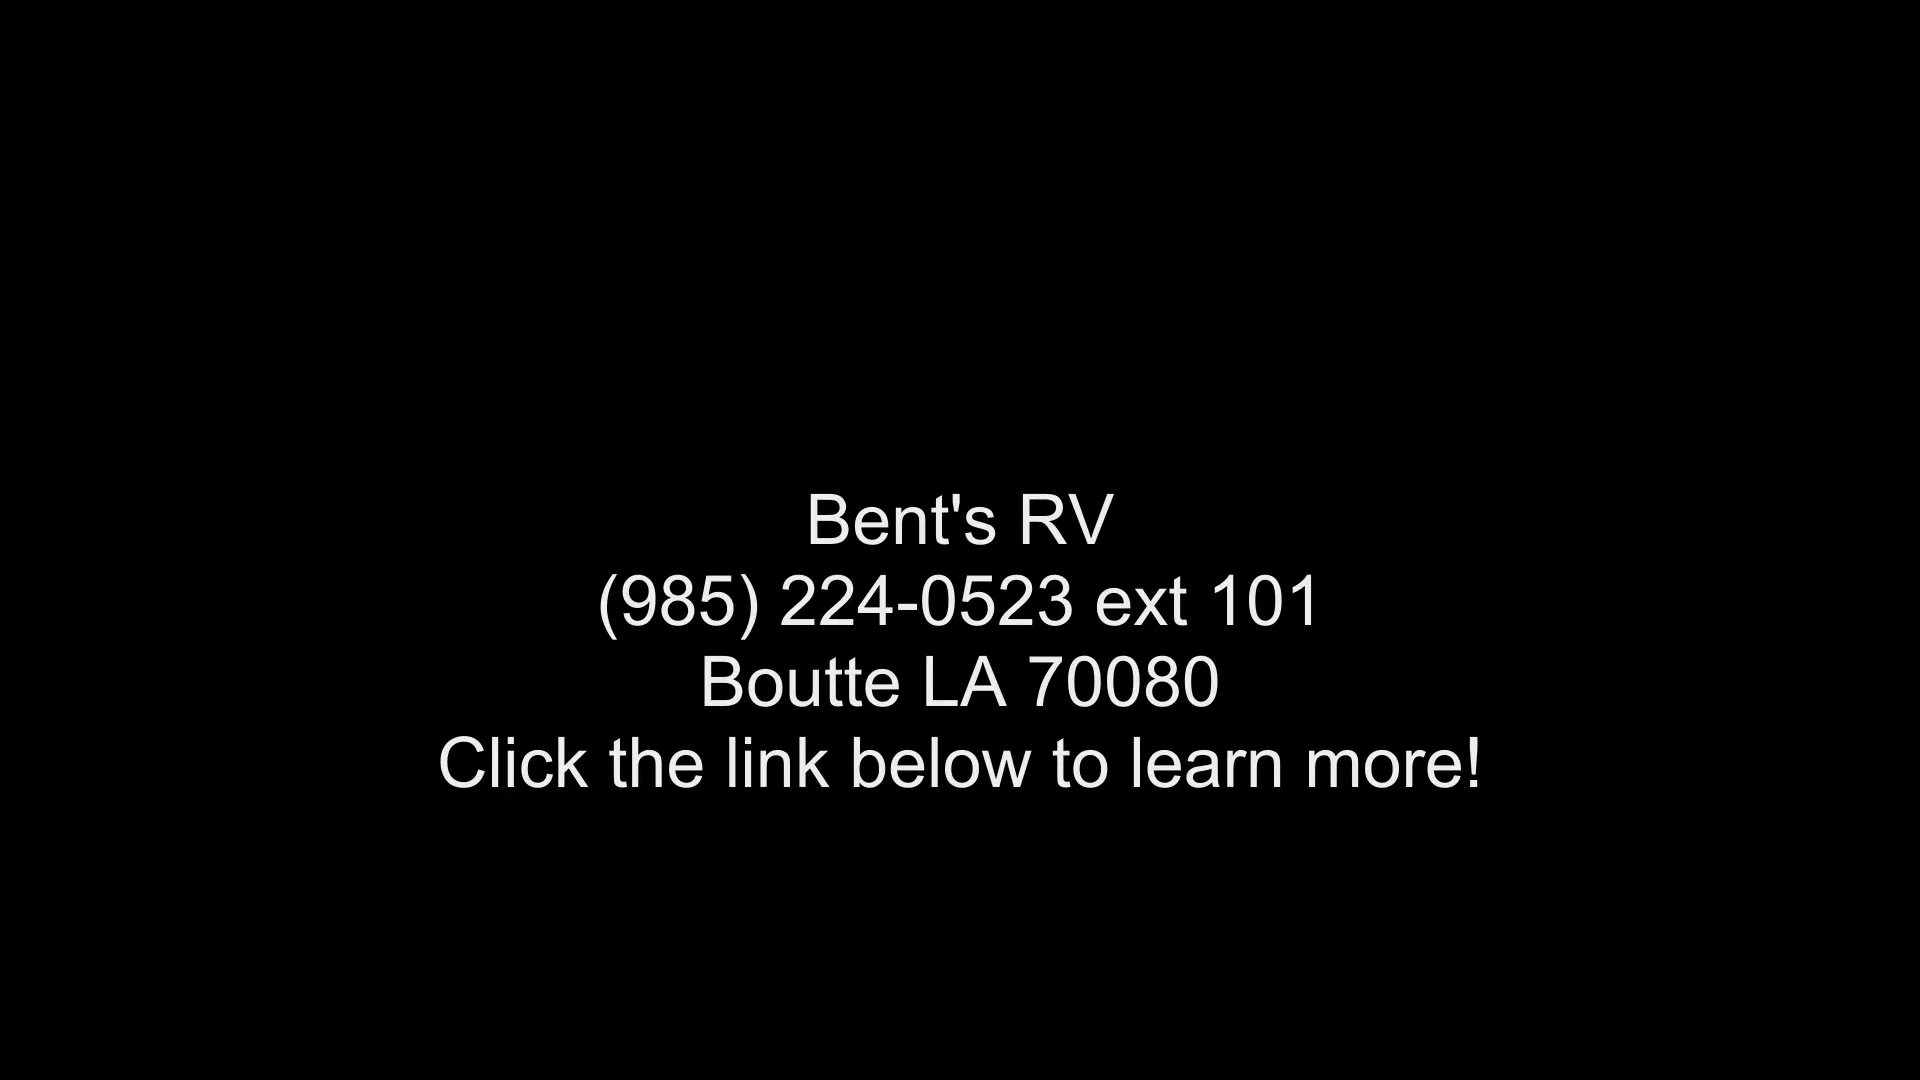 Bent's RV
(985) 224-0523 ext 101
Boutte LA 70080
Click the link below to learn more!